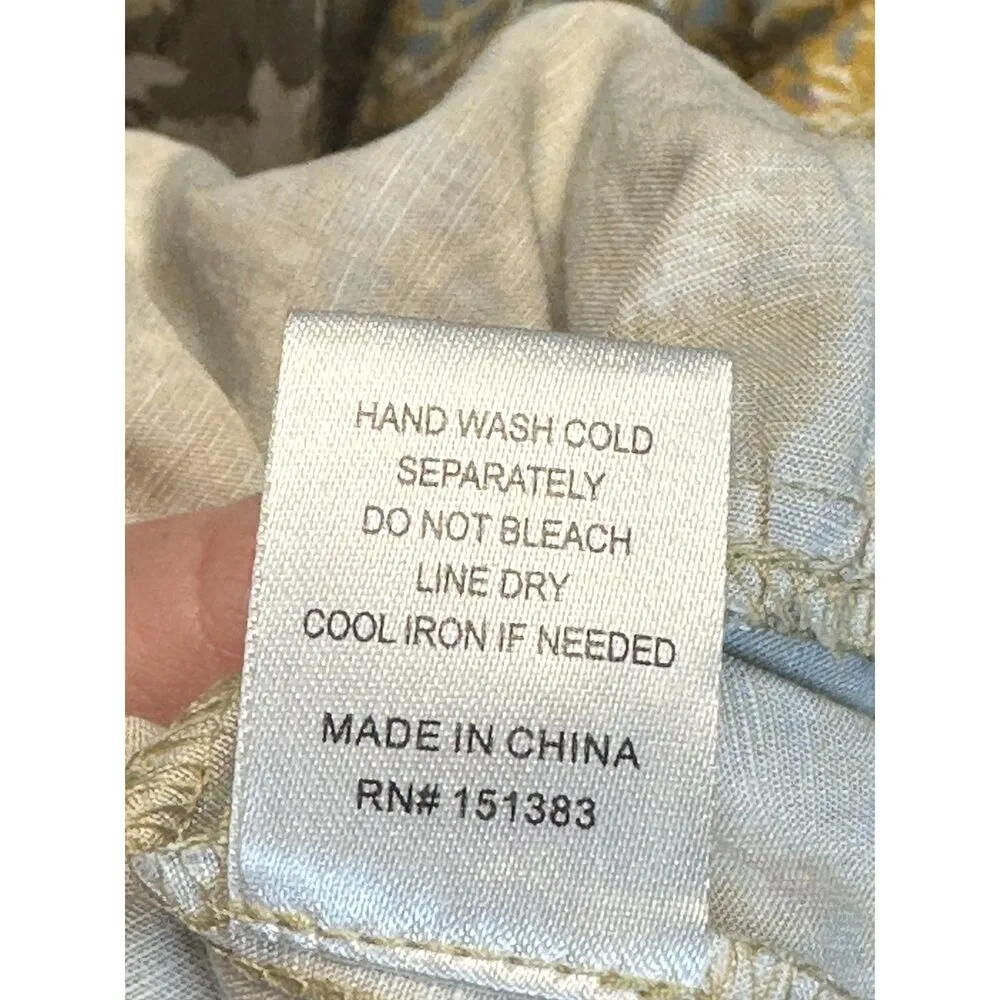 HAND WASH COLD
SEPARATELY
DO NOT BLEACH
LINE DRY
COOL IRON IF NEEDED
MADE IN CHINA
RN# 151383